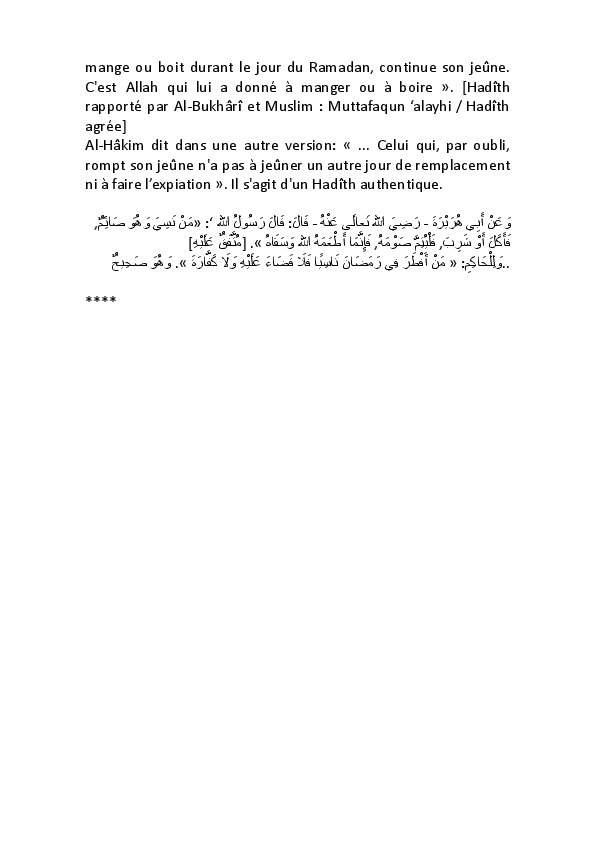 mange ou boit durant le jour du Ramadan, continue son jeûne.
C'est Allah qui lui a donné à manger ou à boire ». [Hadîth
rapporté par Al-Bukhârî et Muslim : Muttafaqun ‘alayhi / Hadîth
agrée]
Al-Hâkim dit dans une autre version: « ... Celui qui, par oubli,
rompt son jeûne n'a pas à jeûner un autre jour de remplacement
ni à faire l’expiation ». Il s'agit d'un Hadîth authentique.
وَعَنْ أَبِي هُرَيْرَةَ - رَضِيَ الله تَعالَى عَنْهُ - قَالَ: قَالَ رَسُولُ الله ‘: «مَنْ نَسِيَ وَهُوَ صَائِمٌ,
فَأَكَلَ أَوْ شَرِبَ, فَلْيُتِمَّ صَوْمَهُ, فَإِنَّمَا أَطْعَمَهُ الله وَسَقَاهُ ». [مُتَّفَقٌ عَلَيْهِ]
..وَلِلْحَاكِمِ: « مَنْ أَفْطَرَ فِي رَمَضَانَ نَاسِيًا فَلَا قَضَاءَ عَلَيْهِ وَلَا كَفَّارَةَ ». وَهُوَ صَحِيحٌ
****